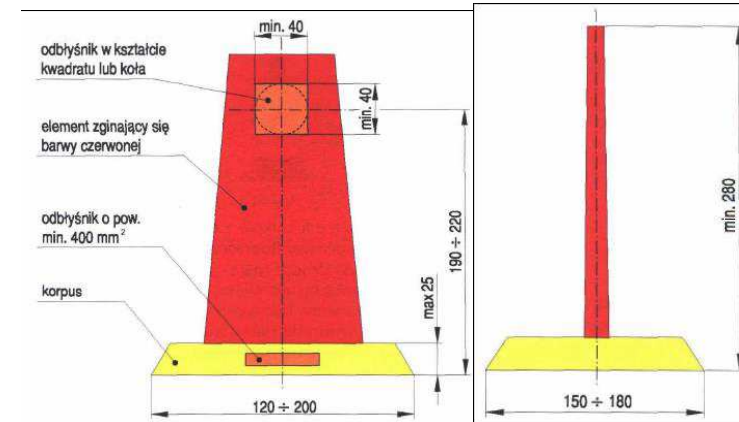 min. 40
odbłyśnik w kształcie
kwadratu lub koła
min. 40
element zginający się
barwy czerwonej
odbłyśnik o pow.
min. 400 mm²
190 ÷ 220
max 25
korpus
120 ÷ 200
min. 280
150 ÷ 180